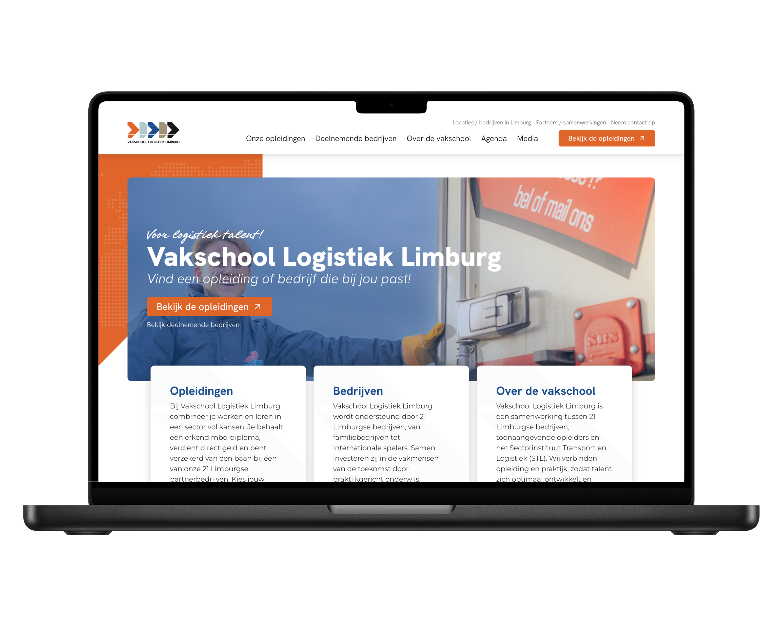 Locaties / bedrijven in Limburg Partners / samenwerkingen Neem contact op
VAKSCHOOL LOGISTIEK LIMBURG
Onze opleidingen Deelnemende bedrijven Over de vakschool Agenda Media Bekijk de opleidingen
bel of mail ons
Voor logistiek talent!
Vakschool Logistiek Limburg
Vind een opleiding of bedrijf die bij jou past!
Bekijk de opleidingen
Bekijk deelnemende bedrijven
SBS
Opleidingen
Bij Vakschool Logistiek Limburg
combineer je werken en leren in
een sector vol kansen. Je behaalt
een erkend mbo-diploma,
verdient direct geld en bent
verzekerd van een baan bij één
van onze 21 Limburgse
partnerbedrijven. Kies jouw
Bedrijven
Vakschool Logistiek Limburg
wordt ondersteund door 21
Limburgse bedrijven, van
familiebedrijven tot
internationale spelers. Samen
investeren zij in de vakmensen
van de toekomst door
praktijkgericht onderwijs,
Over de vakschool
Vakschool Logistiek Limburg is
een samenwerking tussen 21
Limburgse bedrijven,
toonaangevende opleiders en
het Sectorinstituut Transport en
Logistiek (STL). Wij verbinden
opleiding en praktijk, zodat talent
zich optimaal ontwikkelt en